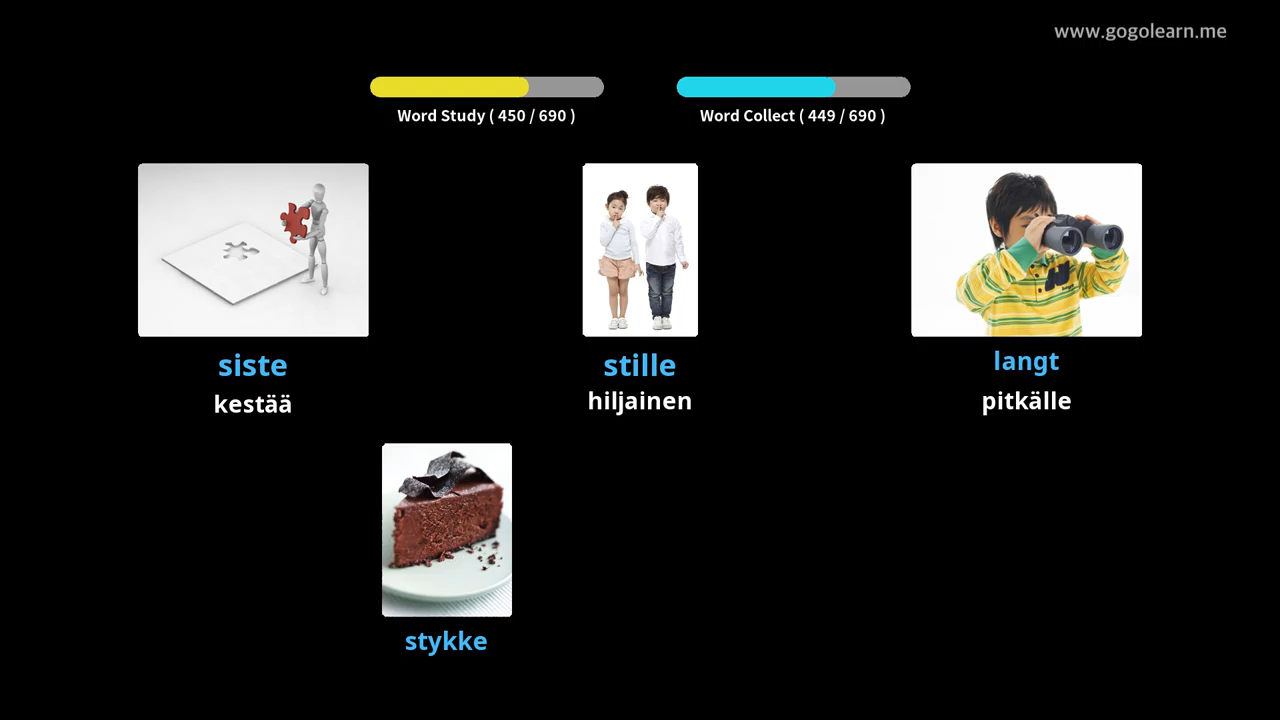 www.gogolearn.me
Word Study ( 450 / 690 )
Word Collect ( 449 / 690 )
siste
stille
langt
kestää
hiljainen
pitkälle
stykke